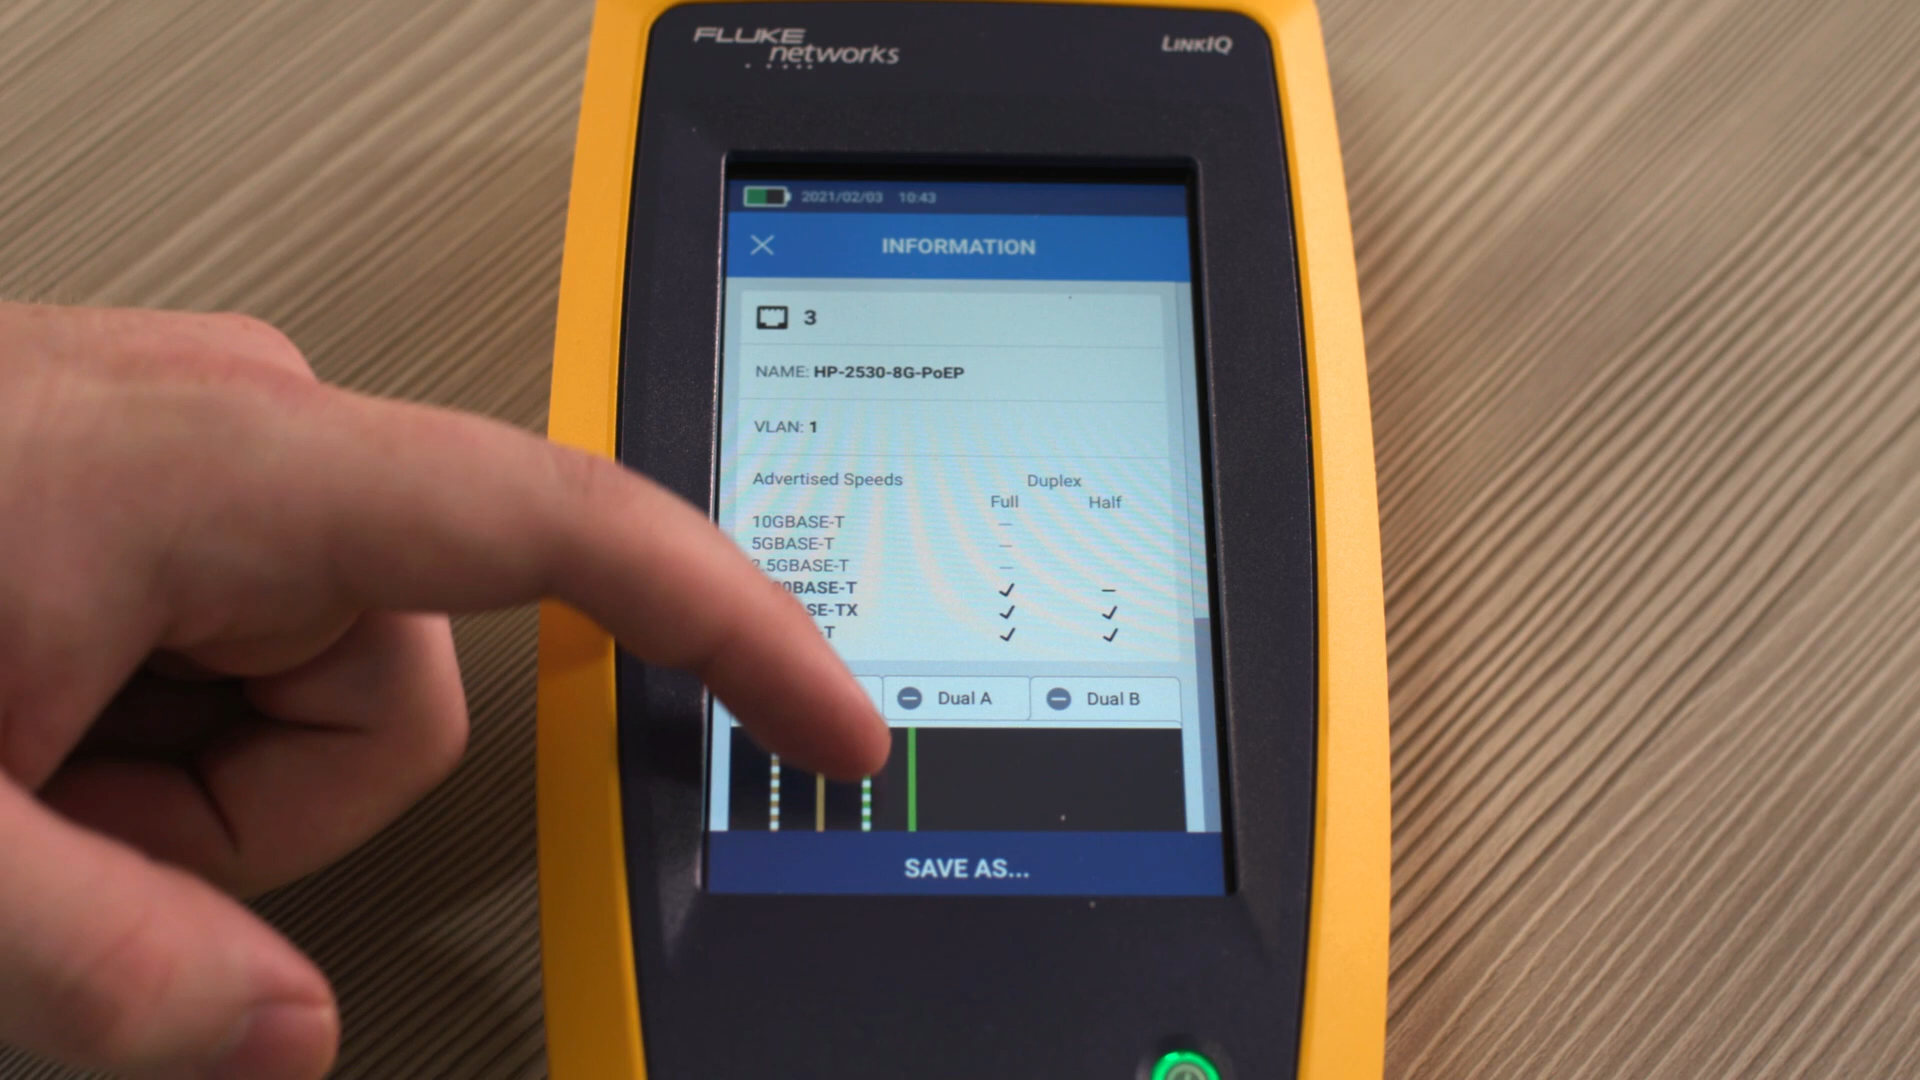 FLUKE
networks
LINKIQ
2021/02/03 10:43
INFORMATION
3
NAME: HP-2530-8G-PoEP
VLAN: 1
Advertised Speeds Duplex
Full Half
10GBASE-T
5GBASE-T
2.5GBASE-T
0BASE-T
SE-TX
-T
Dual A Dual B
SAVE AS...